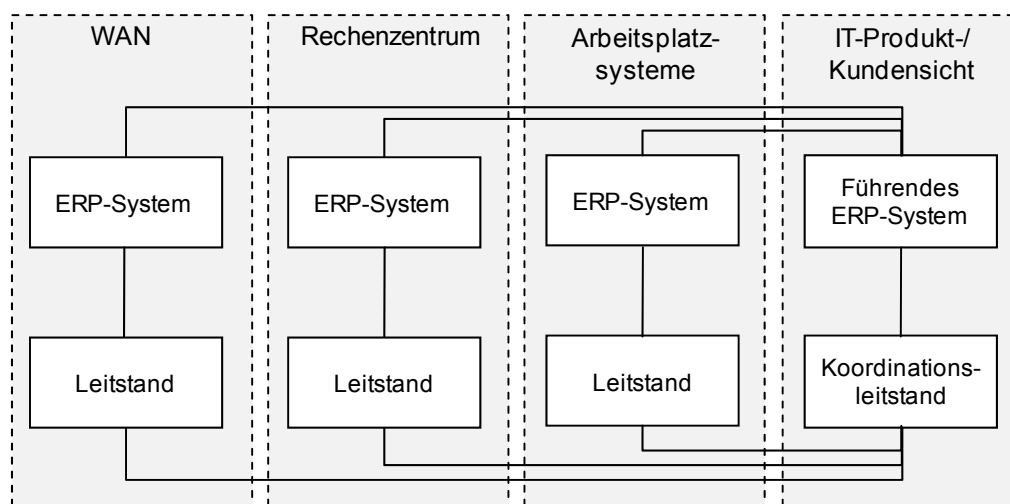 WAN
Rechenzentrum
Arbeitsplatz-
systeme
IT-Produkt-/
Kundensicht
ERP-System
ERP-System
ERP-System
Führendes
ERP-System
Leitstand
Leitstand
Leitstand
Koordinations-
leitstand